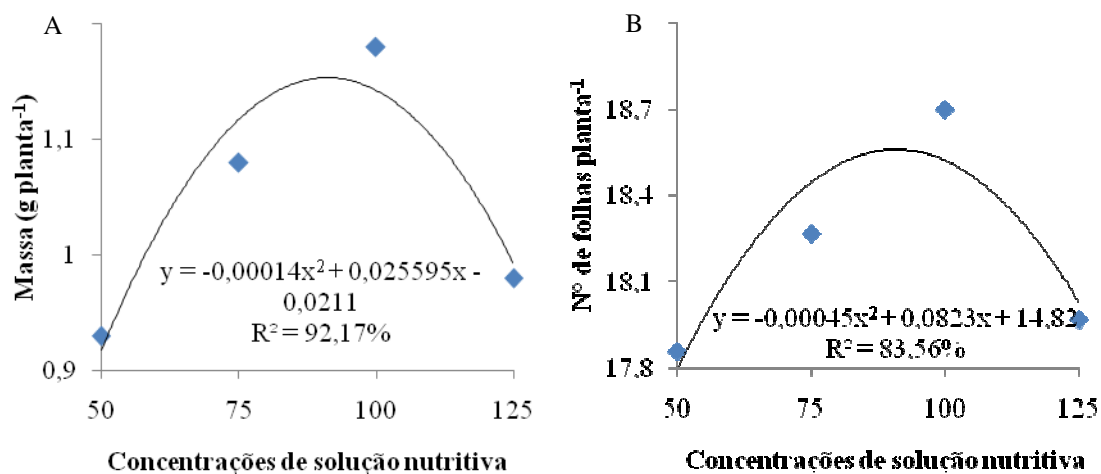 A
Massa (g planta⁻¹)
1,1
1
0,9
y = -0,00014x² + 0,025595x -
0,0211
R² = 92,17%
50 75 100 125
Concentrações de solução nutritiva
B
Nº de folhas planta⁻¹
18,7
18,4
18,1
17,8
y = -0,00045x² + 0,0823x + 14,82
R² = 83,56%
50 75 100 125
Concentrações de solução nutritiva